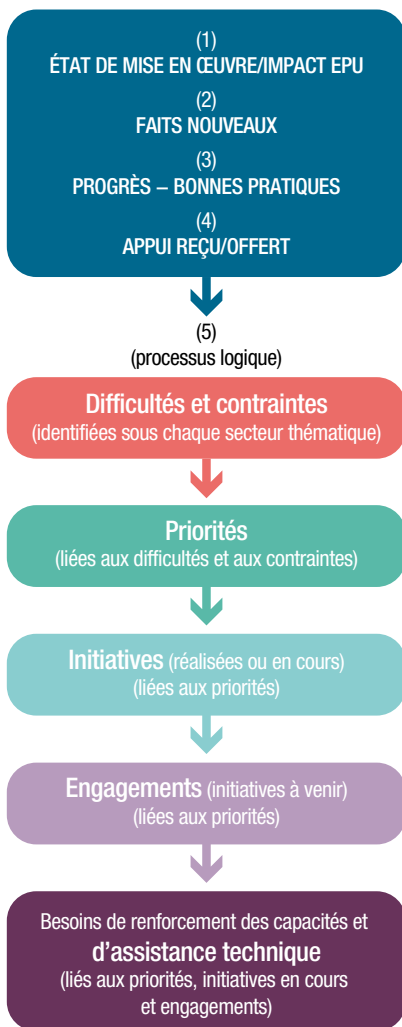 (1)
ÉTAT DE MISE EN ŒUVRE/IMPACT EPU
(2)
FAITS NOUVEAUX
(3)
PROGRÈS – BONNES PRATIQUES
(4)
APPUI REÇU/OFFERT
(5)
(processus logique)
Difficultés et contraintes
(identifiées sous chaque secteur thématique)
Priorités
(liées aux difficultés et aux contraintes)
Initiatives (réalisées ou en cours)
(liées aux priorités)
Engagements (initiatives à venir)
(liées aux priorités)
Besoins de renforcement des capacités et
d’assistance technique
(liés aux priorités, initiatives en cours
et engagements)